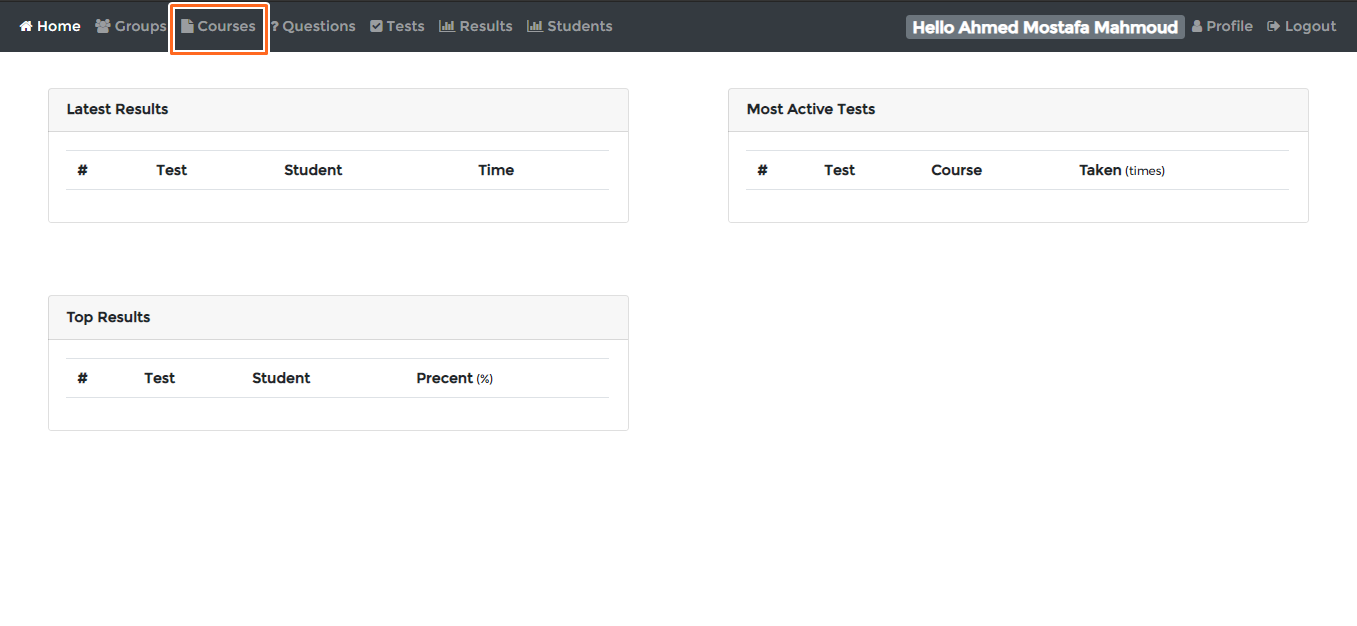 Home Groups Courses ? Questions Tests Results Students Hello Ahmed Mostafa Mahmoud Profile Logout
Latest Results
# Test Student Time
Most Active Tests
# Test Course Taken (times)
Top Results
# Test Student Precent (%)